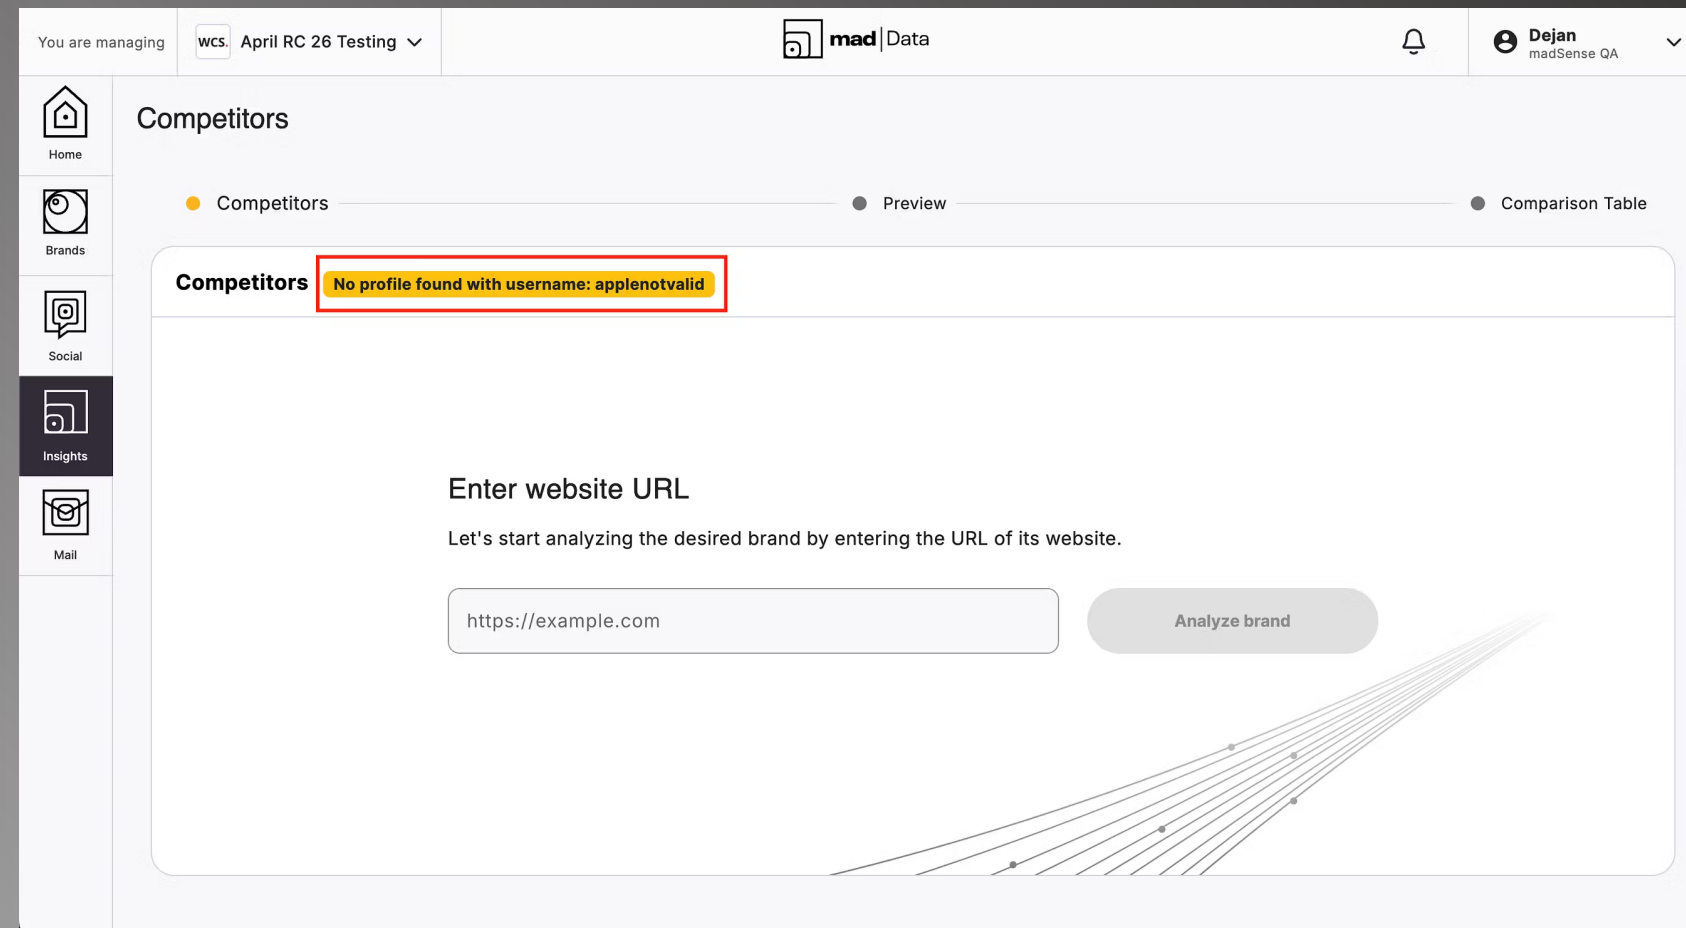 You are managing
WCS. April RC 26 Testing
mad|Data
Dejan
madSense QA
Home
Brands
Social
Insights
Mail
Competitors
Competitors
Preview
Comparison Table
Competitors
No profile found with username: applenotvalid
Enter website URL
Let's start analyzing the desired brand by entering the URL of its website.
https://example.com
Analyze brand